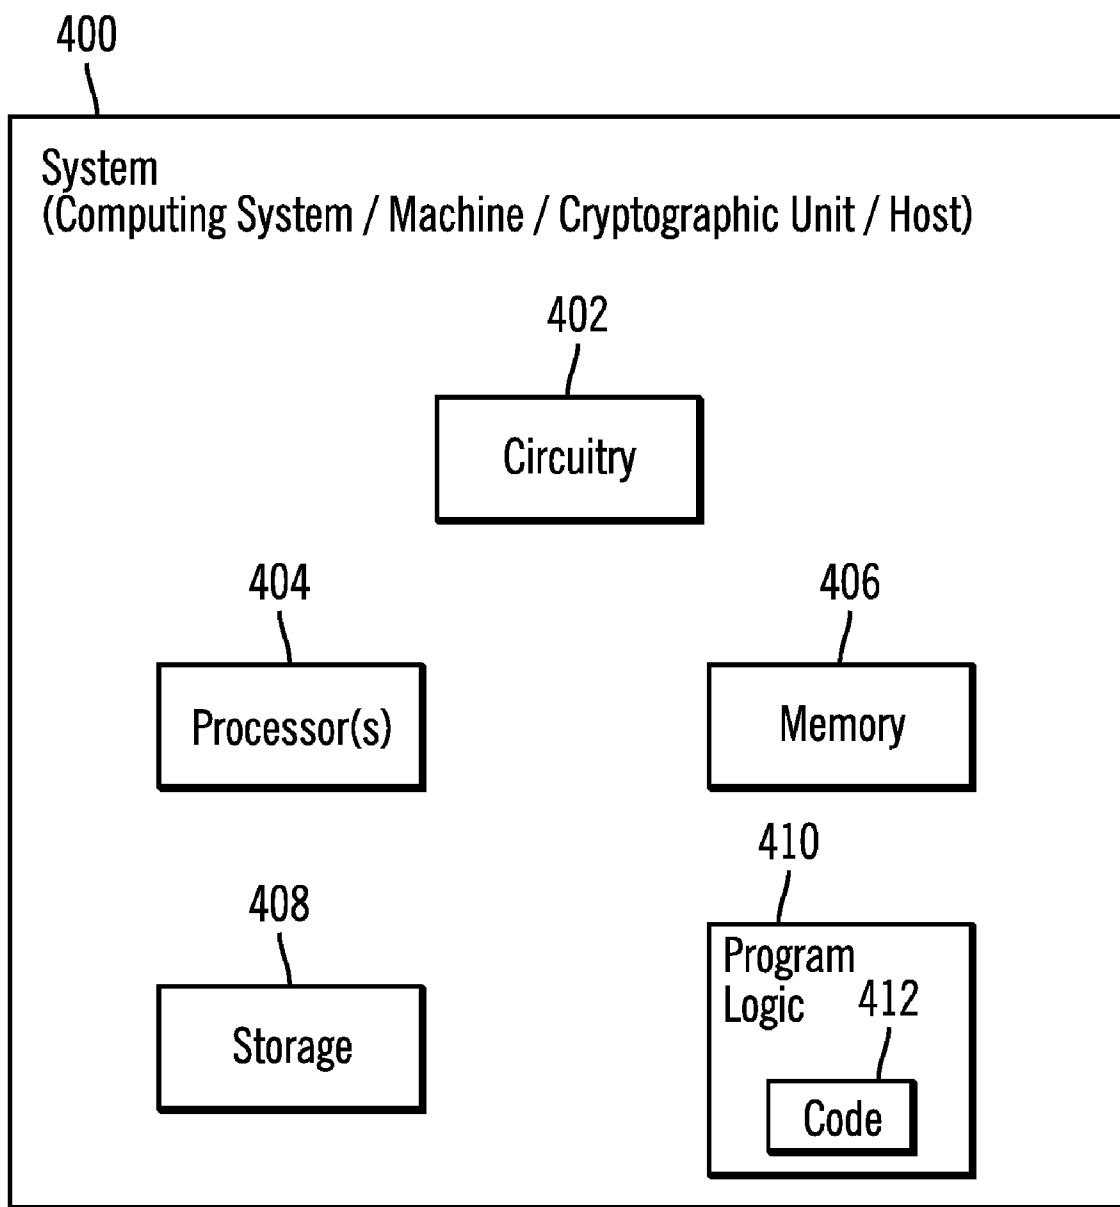 400
System
(Computing System / Machine / Cryptographic Unit / Host)
402
Circuitry
404
Processor(s)
406
Memory
408
Storage
410
Program
Logic
412
Code